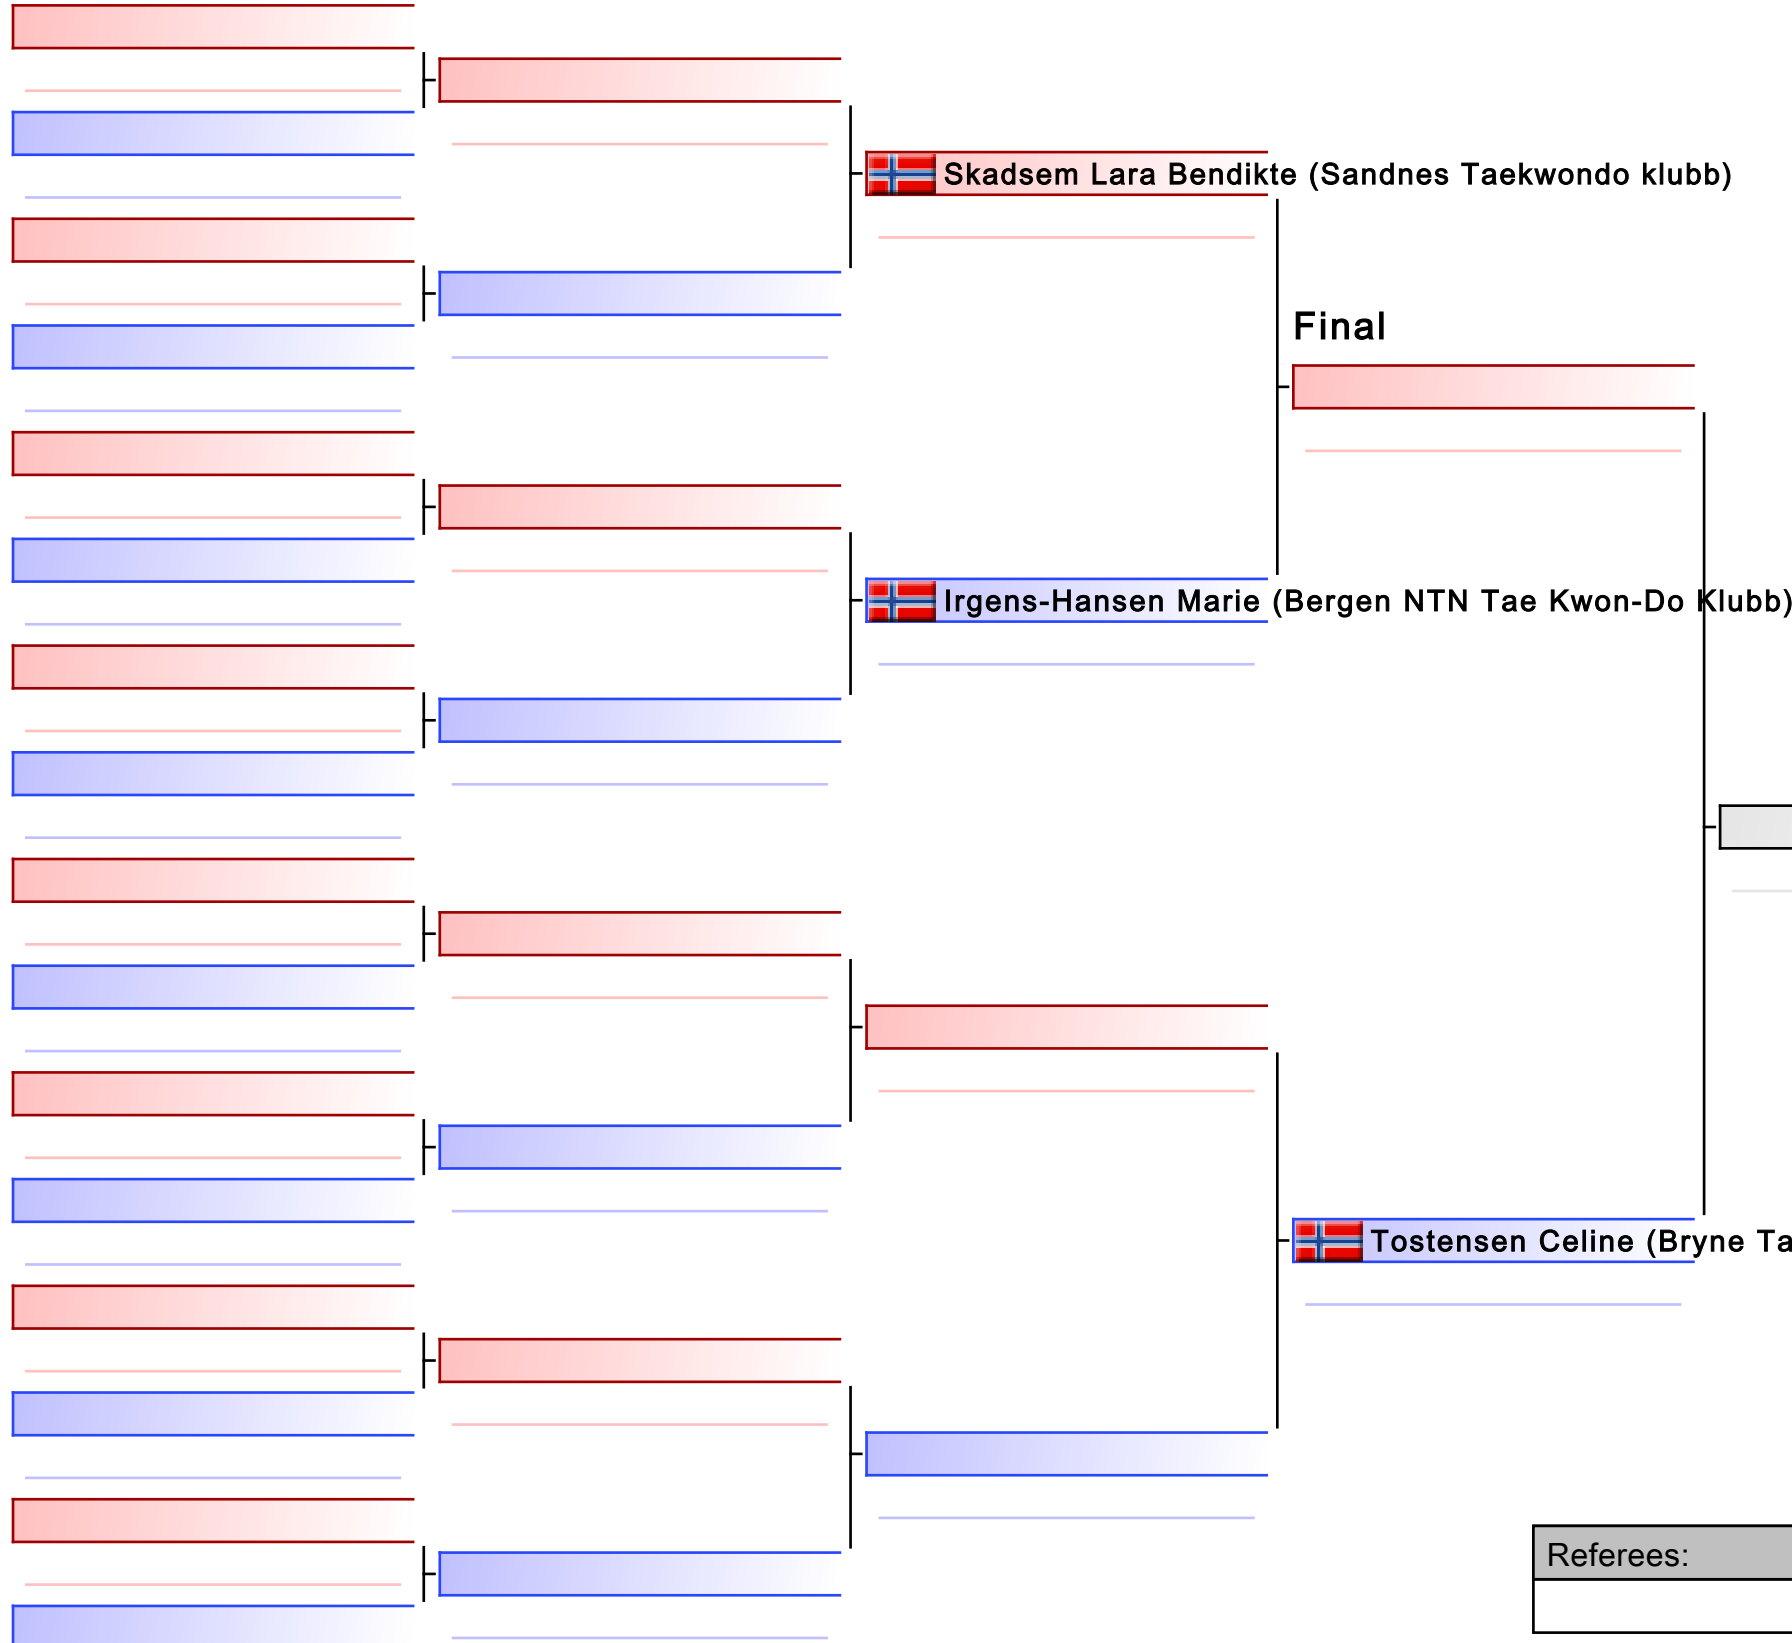 Skadsem Lara Bendikte (Sandnes Taekwondo klubb)
Final
Irgens-Hansen Marie (Bergen NTN Tae Kwon-Do Klubb)
Tostensen Celine (Bryne Ta
Referees: